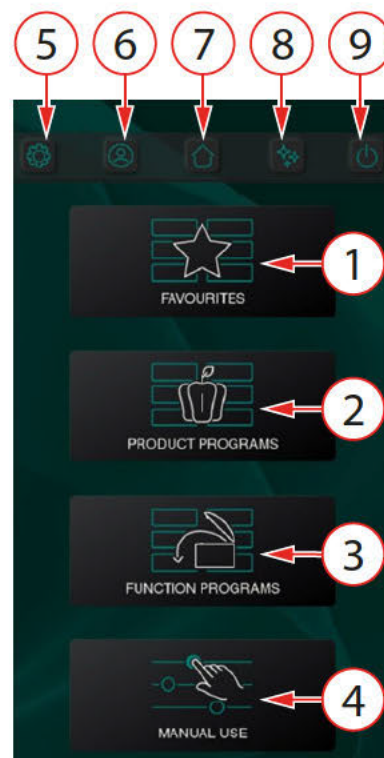 5 6 7 8 9
1
FAVOURITES
2
PRODUCT PROGRAMS
3
FUNCTION PROGRAMS
4
MANUAL USE